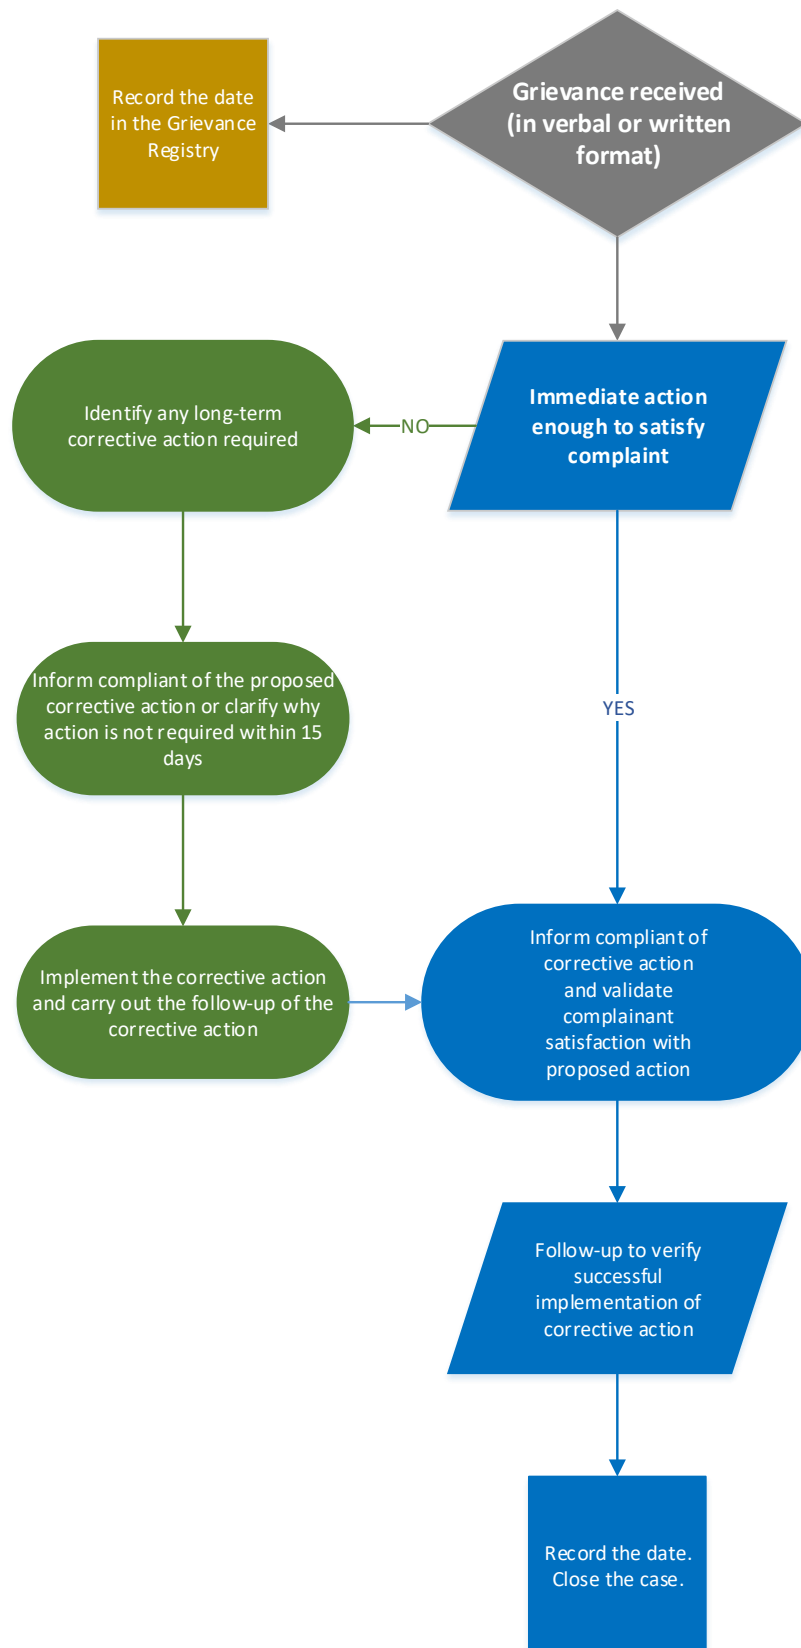 Grievance received
(in verbal or written
format)
Record the date
in the Grievance
Registry
Immediate action
enough to satisfy
complaint
NO
Identify any long-term
corrective action required
YES
Inform compliant of the proposed
corrective action or clarify why
action is not required within 15
days
Implement the corrective action
and carry out the follow-up of the
corrective action
Inform compliant of
corrective action
and validate
complainant
satisfaction with
proposed action
Follow-up to verify
successful
implementation of
corrective action
Record the date.
Close the case.